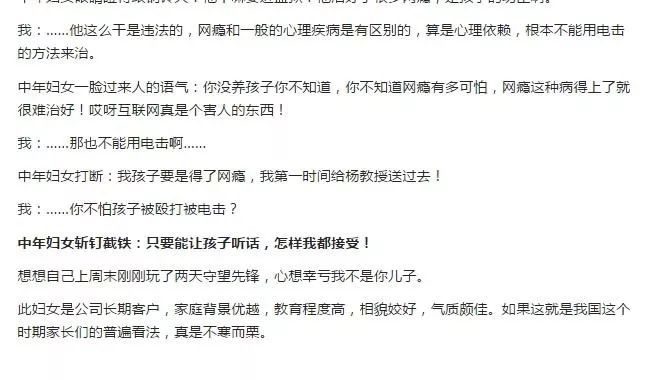 我：……他这么干是违法的，网瘾和一般的心理疾病是有区别的，算是心理依赖，根本不能用电击
的方法来治。
中年妇女一脸过来人的语气：你没养孩子你不知道，你不知道网瘾有多可怕，网瘾这种病得上了就
很难治好！哎呀互联网真是个害人的东西！
我：……那也不能用电击啊……
中年妇女打断：我孩子要是得了网瘾，我第一时间给杨教授送过去！
我：……你不怕孩子被殴打被电击？
中年妇女斩钉截铁：只要能让孩子听话，怎样我都接受！
想想自己上周末刚刚玩了两天守望先锋，心想幸亏我不是你儿子。
此妇女是公司长期客户，家庭背景优越，教育程度高，相貌姣好，气质颇佳。如果这就是我国这个
时期家长们的普遍看法，真是不寒而栗。